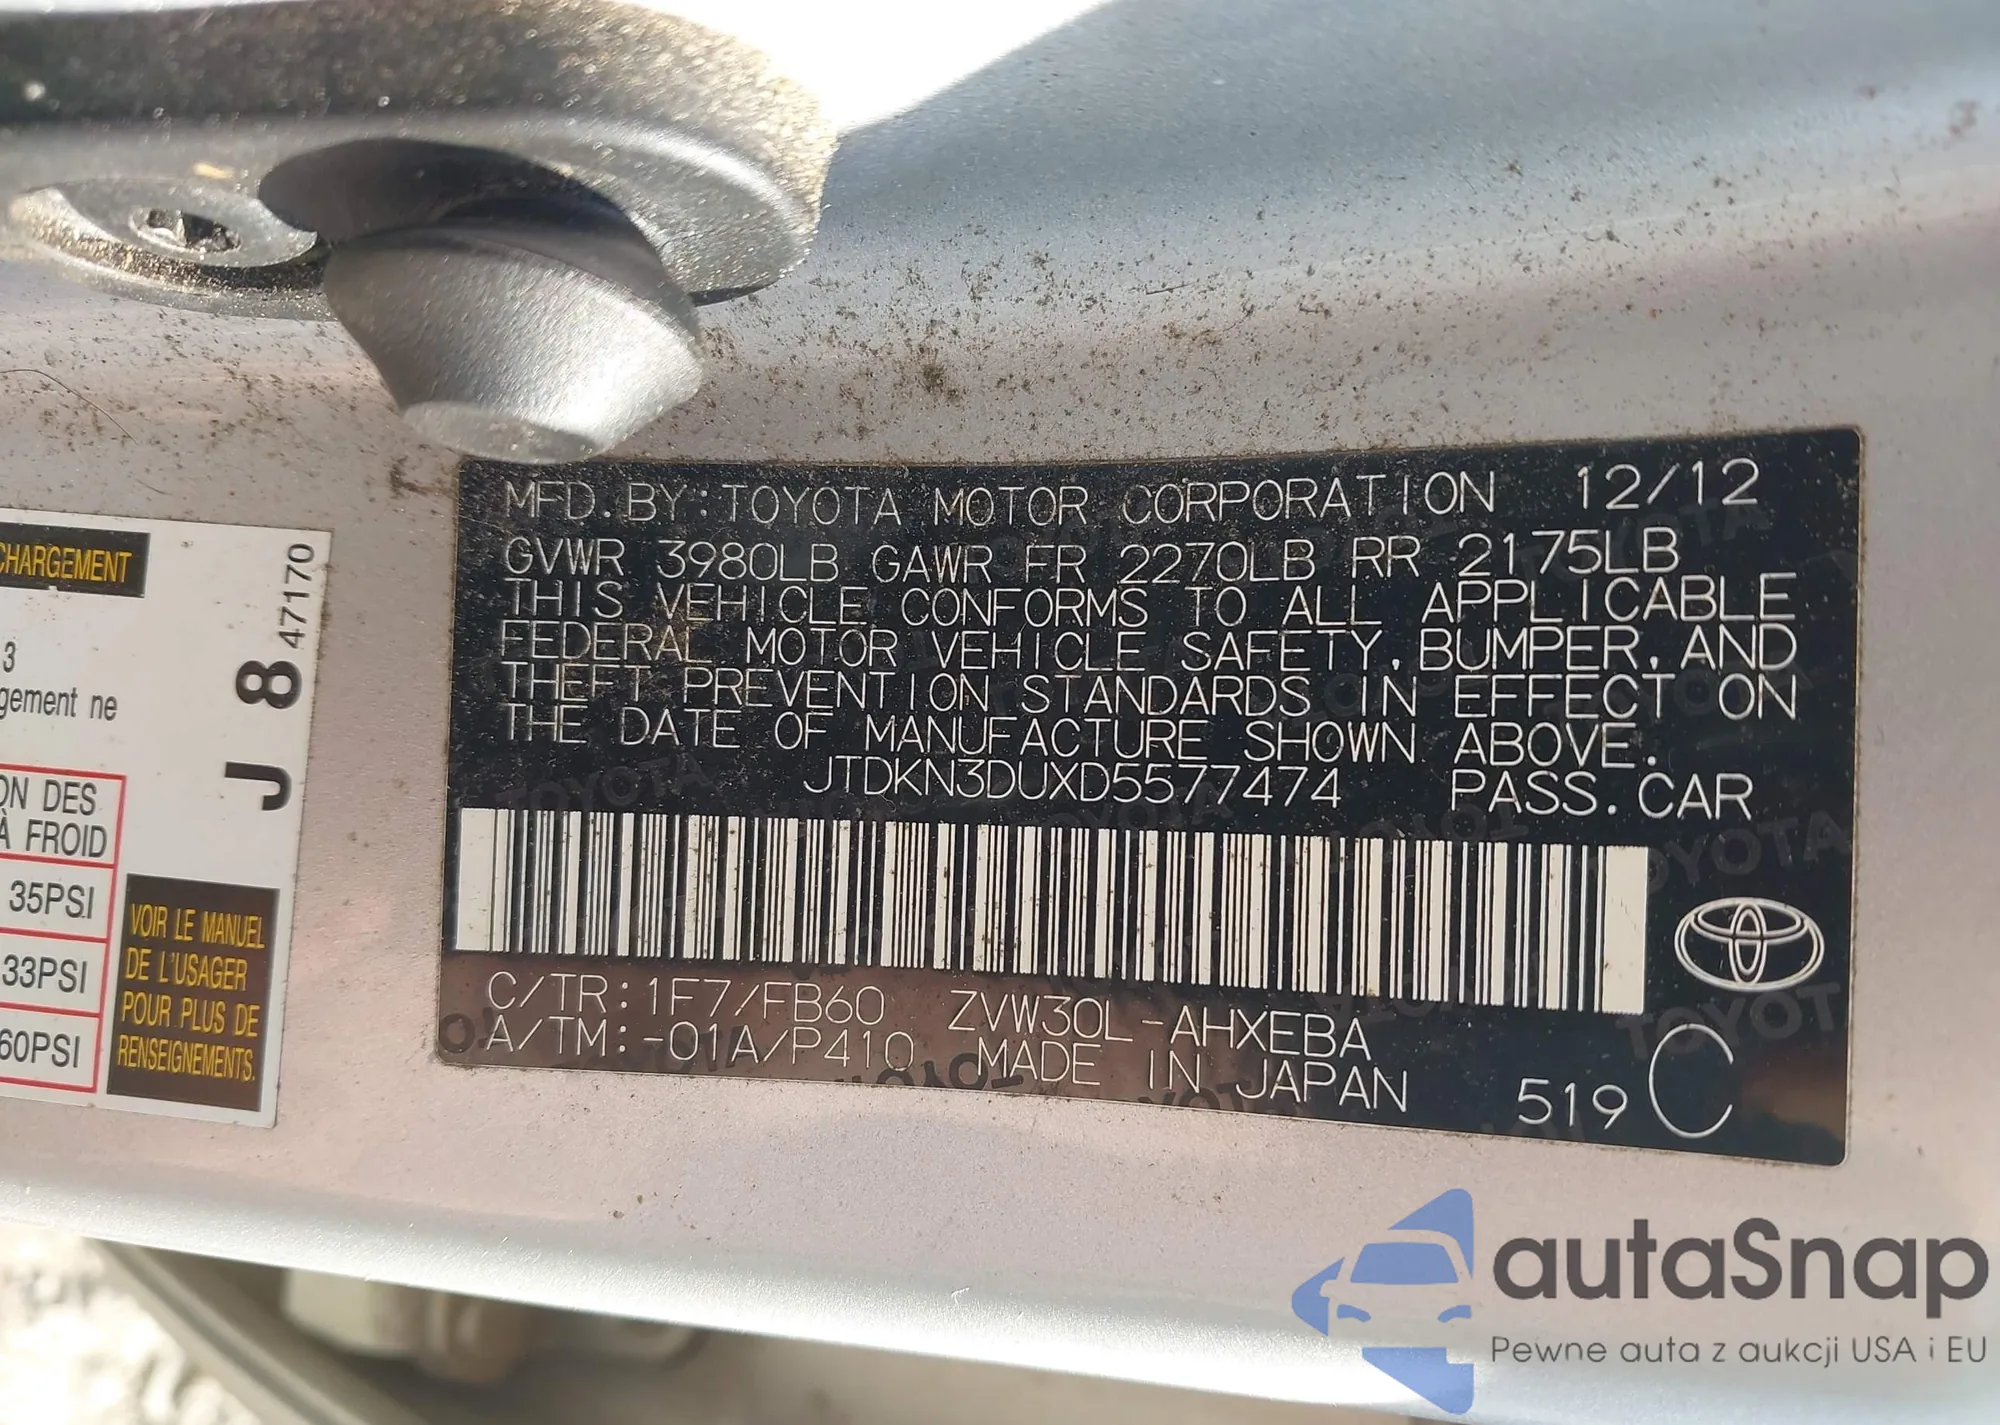 CHARGEMENT
3
gement ne
ON DES
À FROID
35PSI
33PSI
60PSI
VOIR LE MANUEL
DE L'USAGER
POUR PLUS DE
RENSEIGNEMENTS.
J 8 47170
MFD. BY: TOYOTA MOTOR CORPORATION 12/12
GVWR 3980LB GAWR FR 2270LB RR 2175LB
THIS VEHICLE CONFORMS TO ALL APPLICABLE
FEDERAL MOTOR VEHICLE SAFETY, BUMPER, AND
THEFT PREVENTION STANDARDS IN EFFECT ON
THE DATE OF MANUFACTURE SHOWN ABOVE.
JTDKN3DUXD5577474 PASS. CAR
C/TR: 1F7/FB60 ZVW30L-AHXEBA
A/TM: -01A/P410 MADE IN JAPAN
519 C
autaSnap
Pewne auta z aukcji USA i EU